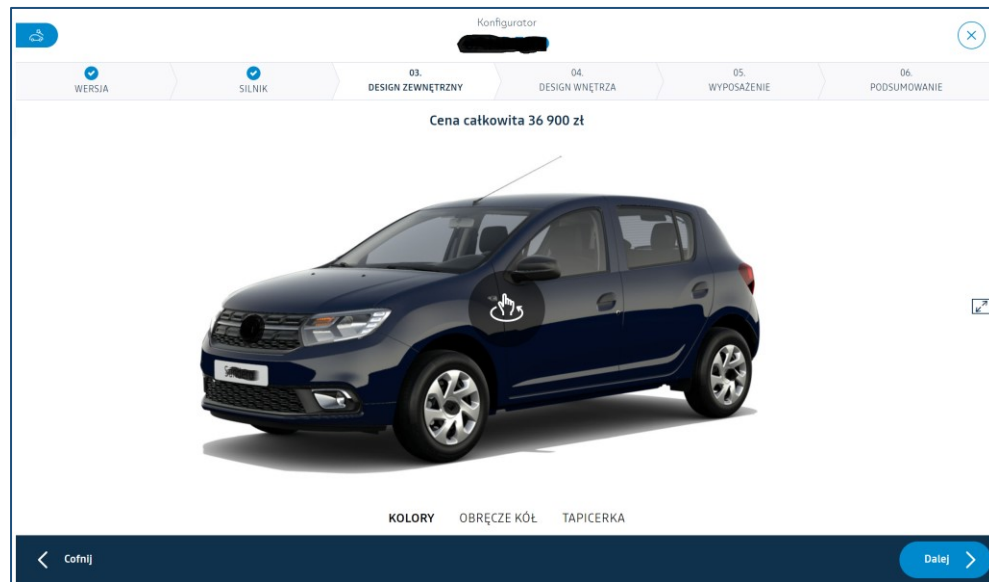 Konfigurator
WERSJA
SILNIK
03.
DESIGN ZEWNĘTRZNY
04.
DESIGN WNĘTRZA
05.
WYPOSAŻENIE
06.
PODSUMOWANIE
Cena całkowita 36 900 zł
KOLORY OBRĘCZE KÓŁ TAPICERKA
Cofnij
Dalej